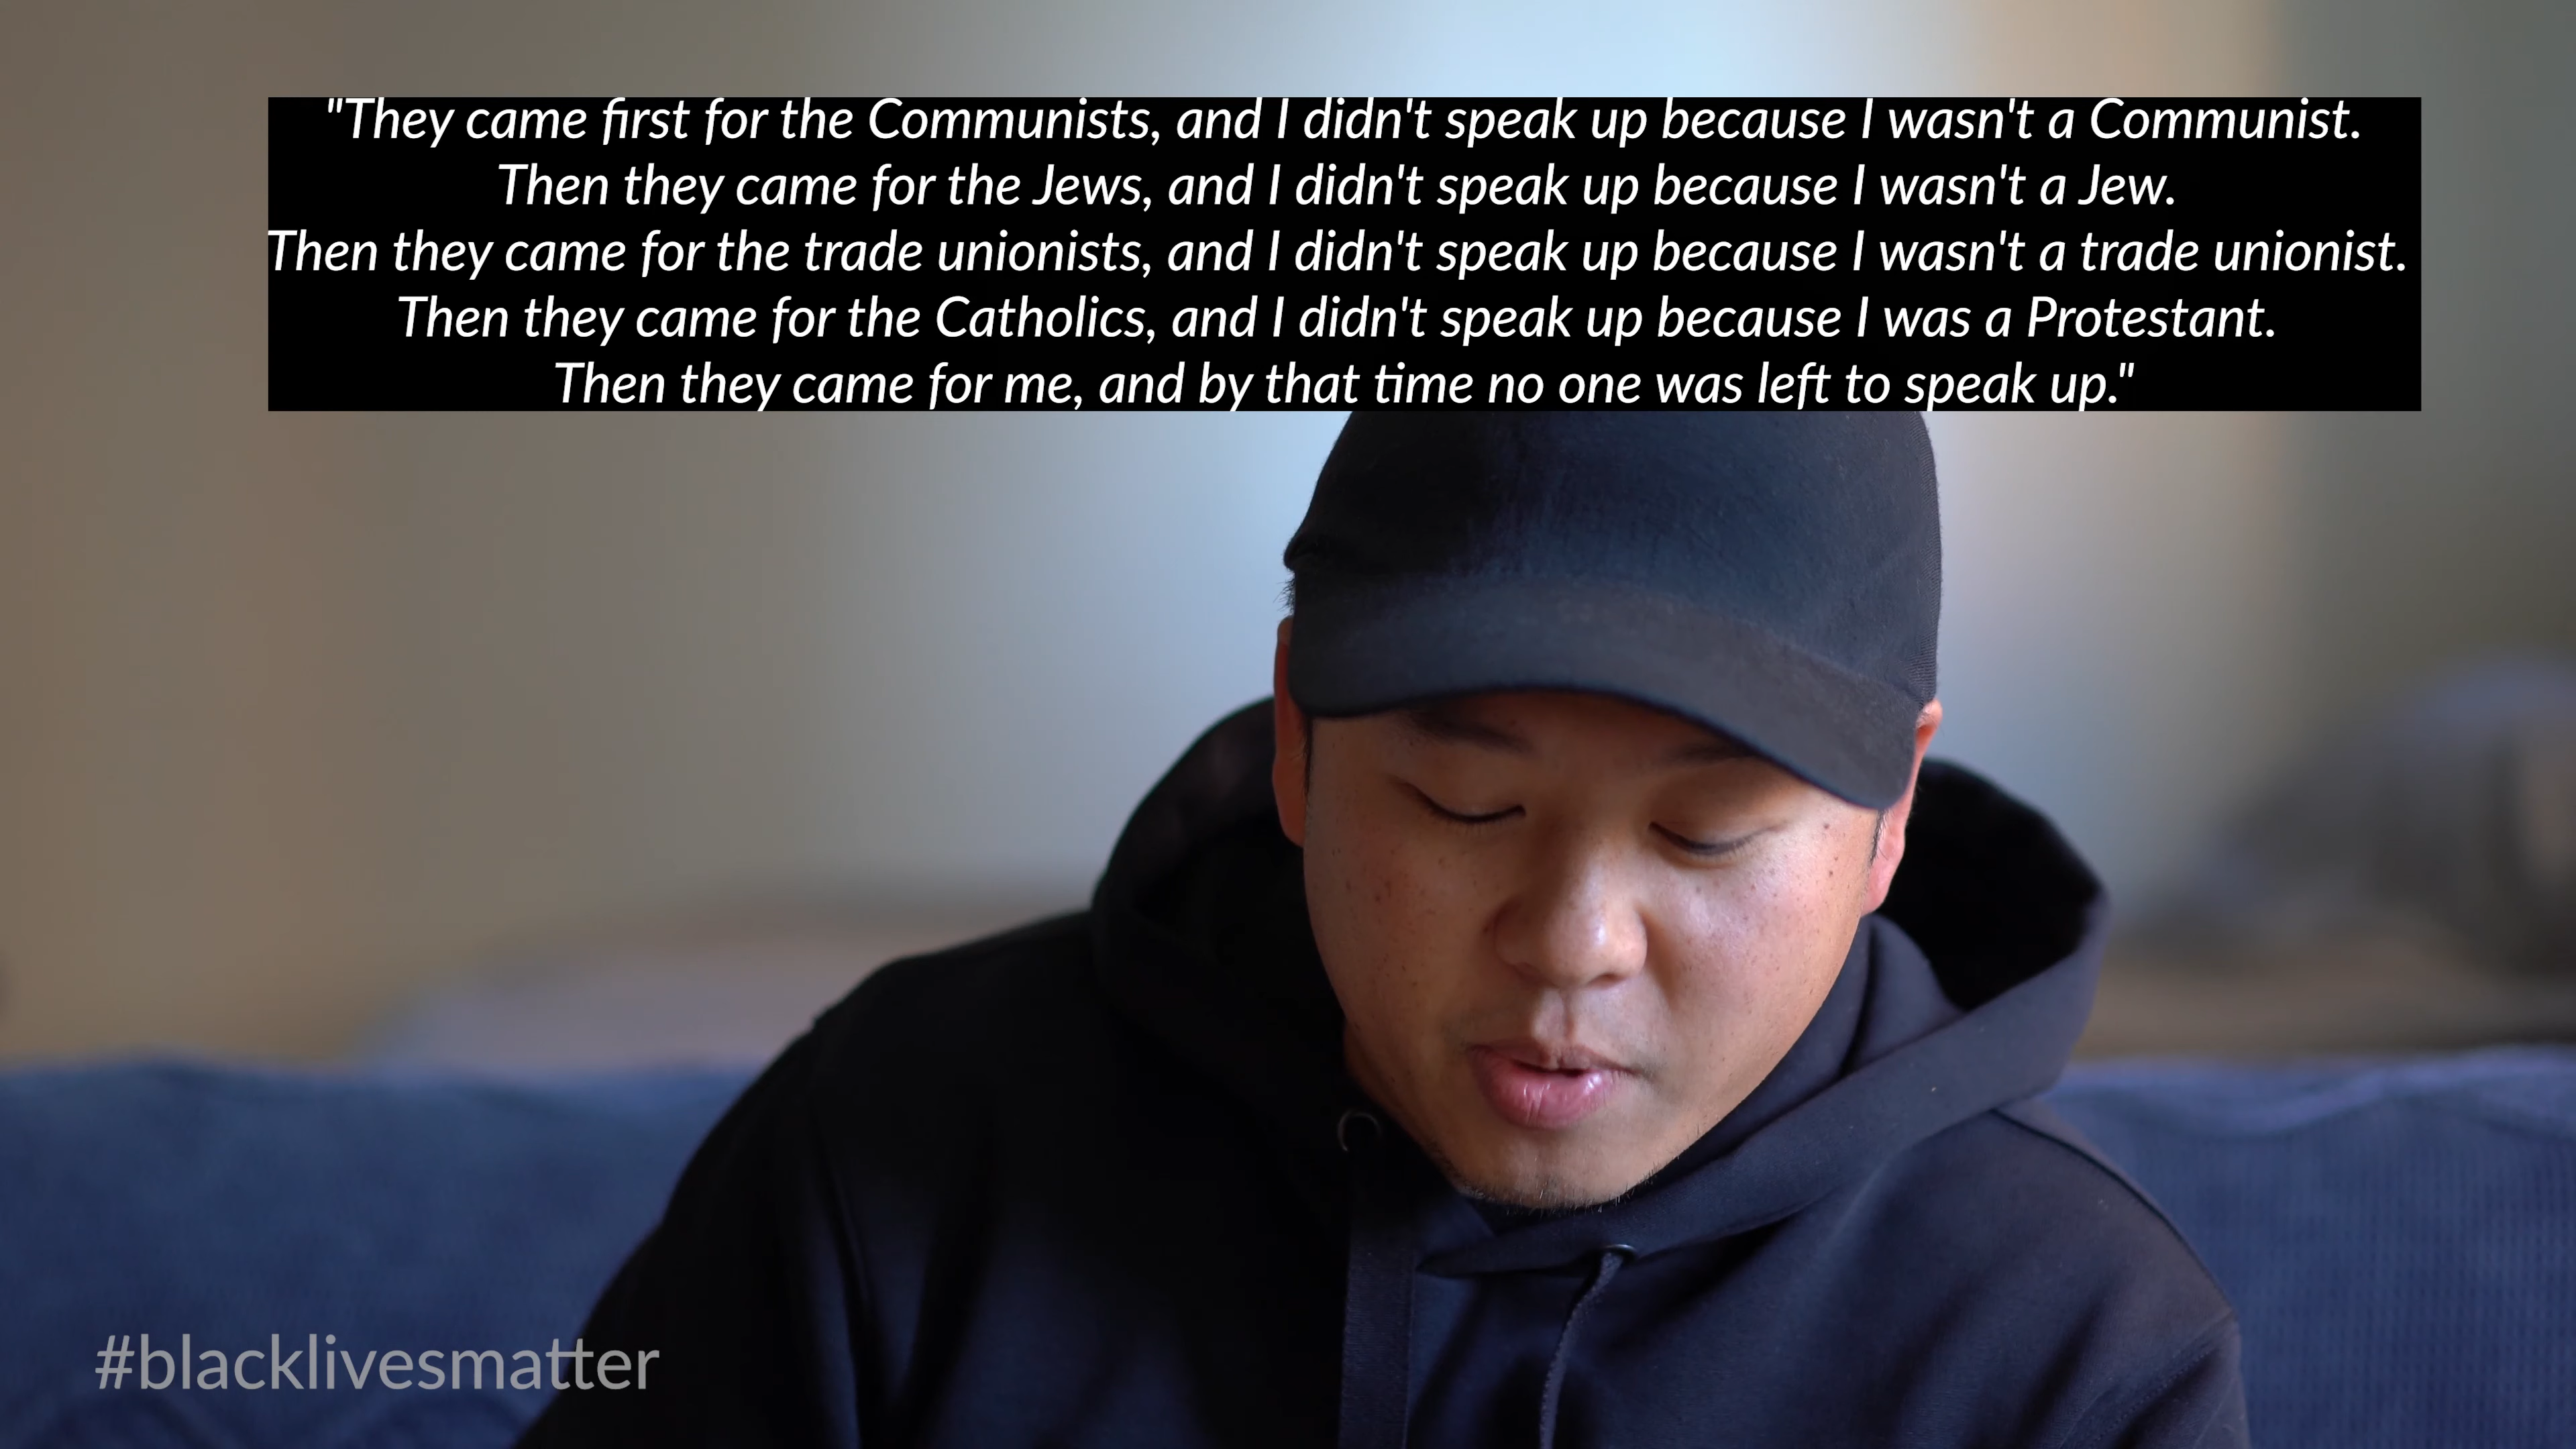 "They came first for the Communists, and I didn't speak up because I wasn't a Communist.
Then they came for the Jews, and I didn't speak up because I wasn't a Jew.
Then they came for the trade unionists, and I didn't speak up because I wasn't a trade unionist.
Then they came for the Catholics, and I didn't speak up because I was a Protestant.
Then they came for me, and by that time no one was left to speak up."
#blacklivesmatter